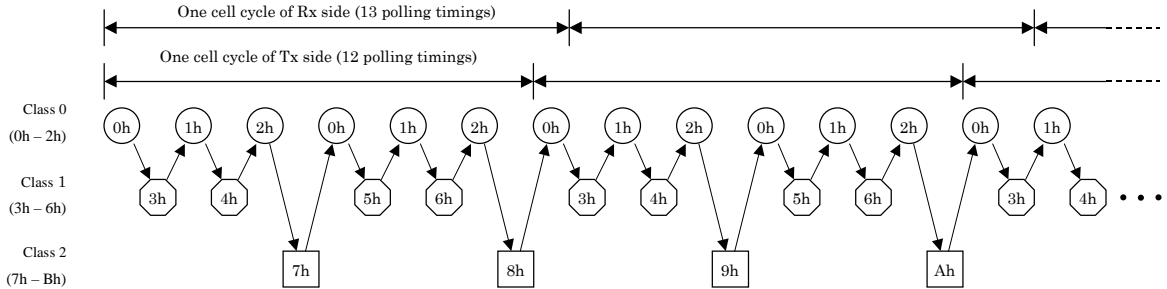 One cell cycle of Rx side (13 polling timings)
One cell cycle of Tx side (12 polling timings)
Class 0
(0h – 2h)
0h 1h 2h 0h 1h 2h 0h 1h 2h 0h 1h 2h 0h 1h
Class 1
(3h – 6h)
3h 4h 5h 6h 3h 4h 5h 6h 3h 4h
Class 2
(7h – Bh)
7h 8h 9h Ah